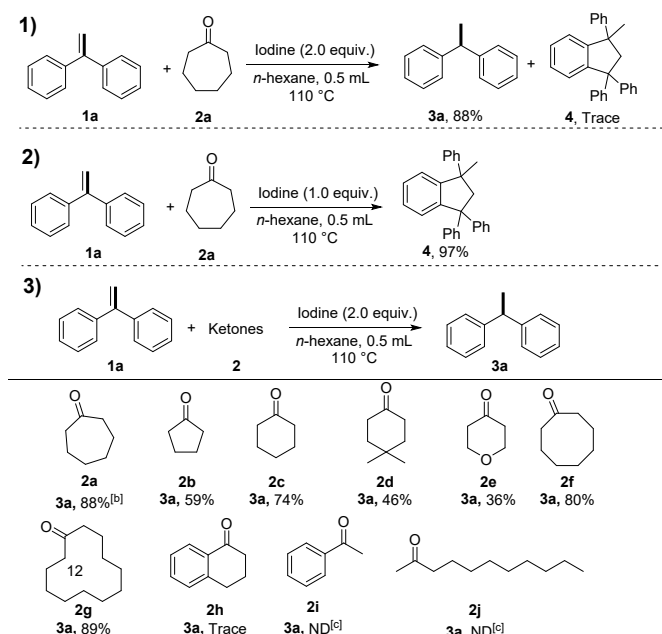 1)
Iodine (2.0 equiv.)
n-hexane, 0.5 mL
110 °C
+
O
+
Ph
Ph
Ph
1a
2a
3a, 88%
4, Trace
2)
Iodine (1.0 equiv.)
n-hexane, 0.5 mL
110 °C
+
O
Ph
Ph
Ph
1a
2a
4, 97%
3)
Iodine (2.0 equiv.)
n-hexane, 0.5 mL
110 °C
+ Ketones
1a
2
3a
O O O O O O
O
2a 2b 2c 2d 2e 2f
3a, 88%[b] 3a, 59% 3a, 74% 3a, 46% 3a, 36% 3a, 80%
O O O O
12
2g 2h 2i 2j
3a, 89% 3a, Trace 3a, ND[c] 3a, ND[c]